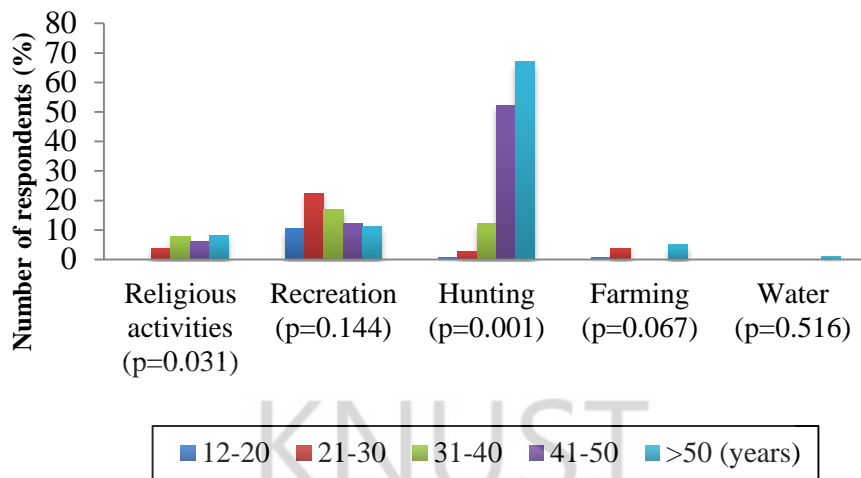 Number of respondents (%)
80
70
60
50
40
30
20
10
0
Religious activities (p=0.031)
Recreation (p=0.144)
Hunting (p=0.001)
Farming (p=0.067)
Water (p=0.516)
KNUST
12-20 21-30 31-40 41-50 >50 (years)